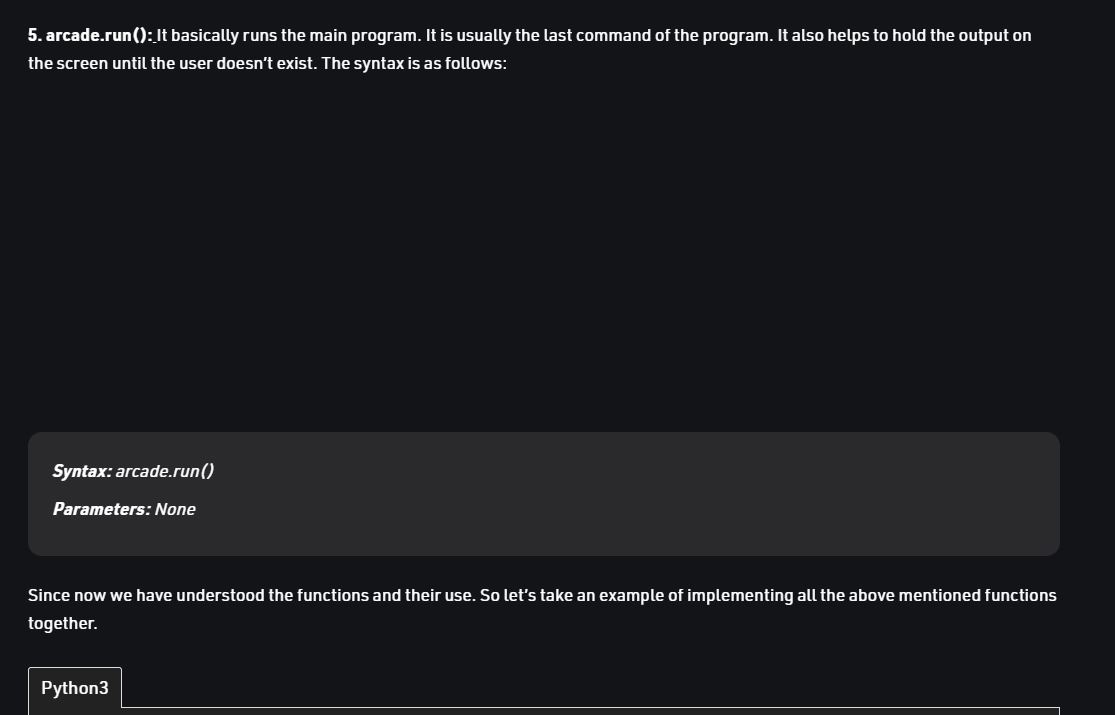 5. arcade.run(): It basically runs the main program. It is usually the last command of the program. It also helps to hold the output on
the screen until the user doesn't exist. The syntax is as follows:
Syntax: arcade.run()
Parameters: None
Since now we have understood the functions and their use. So let's take an example of implementing all the above mentioned functions
together.
Python3